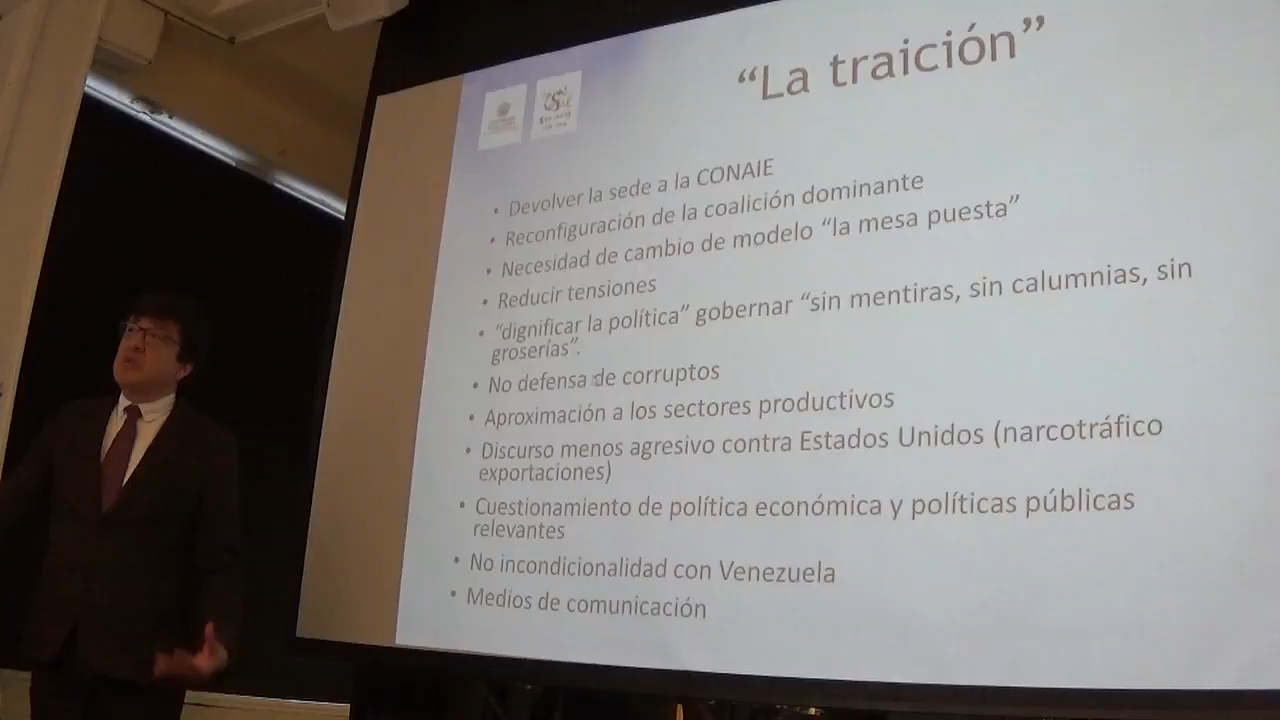 “La traición”
• Devolver la sede a la CONAIE
• Reconfiguración de la coalición dominante
• Necesidad de cambio de modelo “la mesa puesta”
• Reducir tensiones
• “dignificar la política” gobernar “sin mentiras, sin calumnias, sin
groserías”.
• No defensa de corruptos
• Aproximación a los sectores productivos
• Discurso menos agresivo contra Estados Unidos (narcotráfico
exportaciones)
• Cuestionamiento de política económica y políticas públicas
relevantes
• No incondicionalidad con Venezuela
• Medios de comunicación